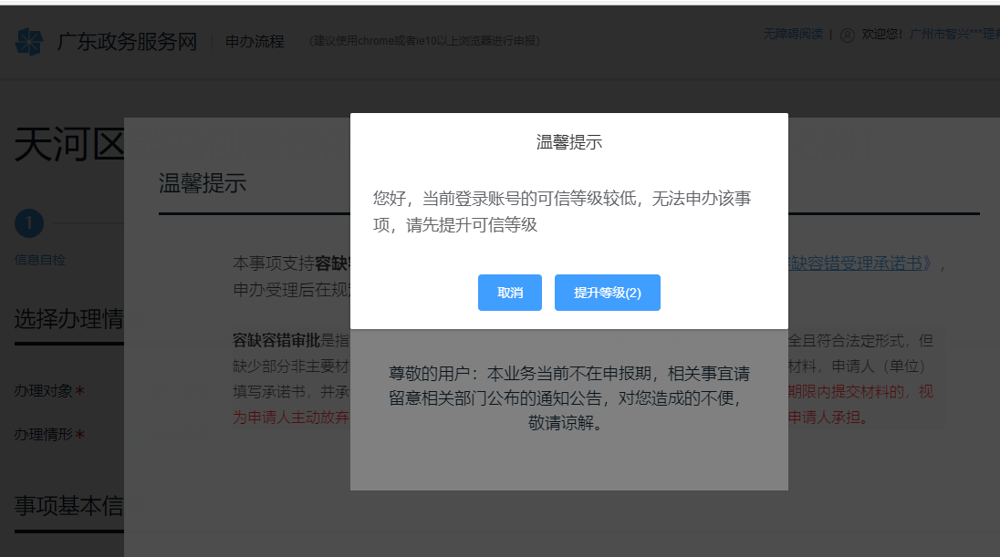 广东政务服务网 申办流程 (建议使用chrome或者ie10以上浏览器进行申报)
无障碍阅读 | 欢迎您! 广州市智兴***理
天河区
温馨提示
1
信息自检
选择办理情
办理对象*
办理情形*
事项基本信
本事项支持容缺
缺容错受理承诺书》,
申办受理后在规
容缺容错审批是指
全且符合法定形式,但
缺少部分非主要材
材料,申请人(单位)
填写承诺书,并承
期限内提交材料的,视
为申请人主动放弃
申请人承担。
温馨提示
您好,当前登录账号的可信等级较低,无法申办该事
项,请先提升可信等级
取消 提升等级(2)
尊敬的用户:本业务当前不在申报期,相关事宜请
留意相关部门公布的通知公告,对您造成的不便,
敬请谅解。